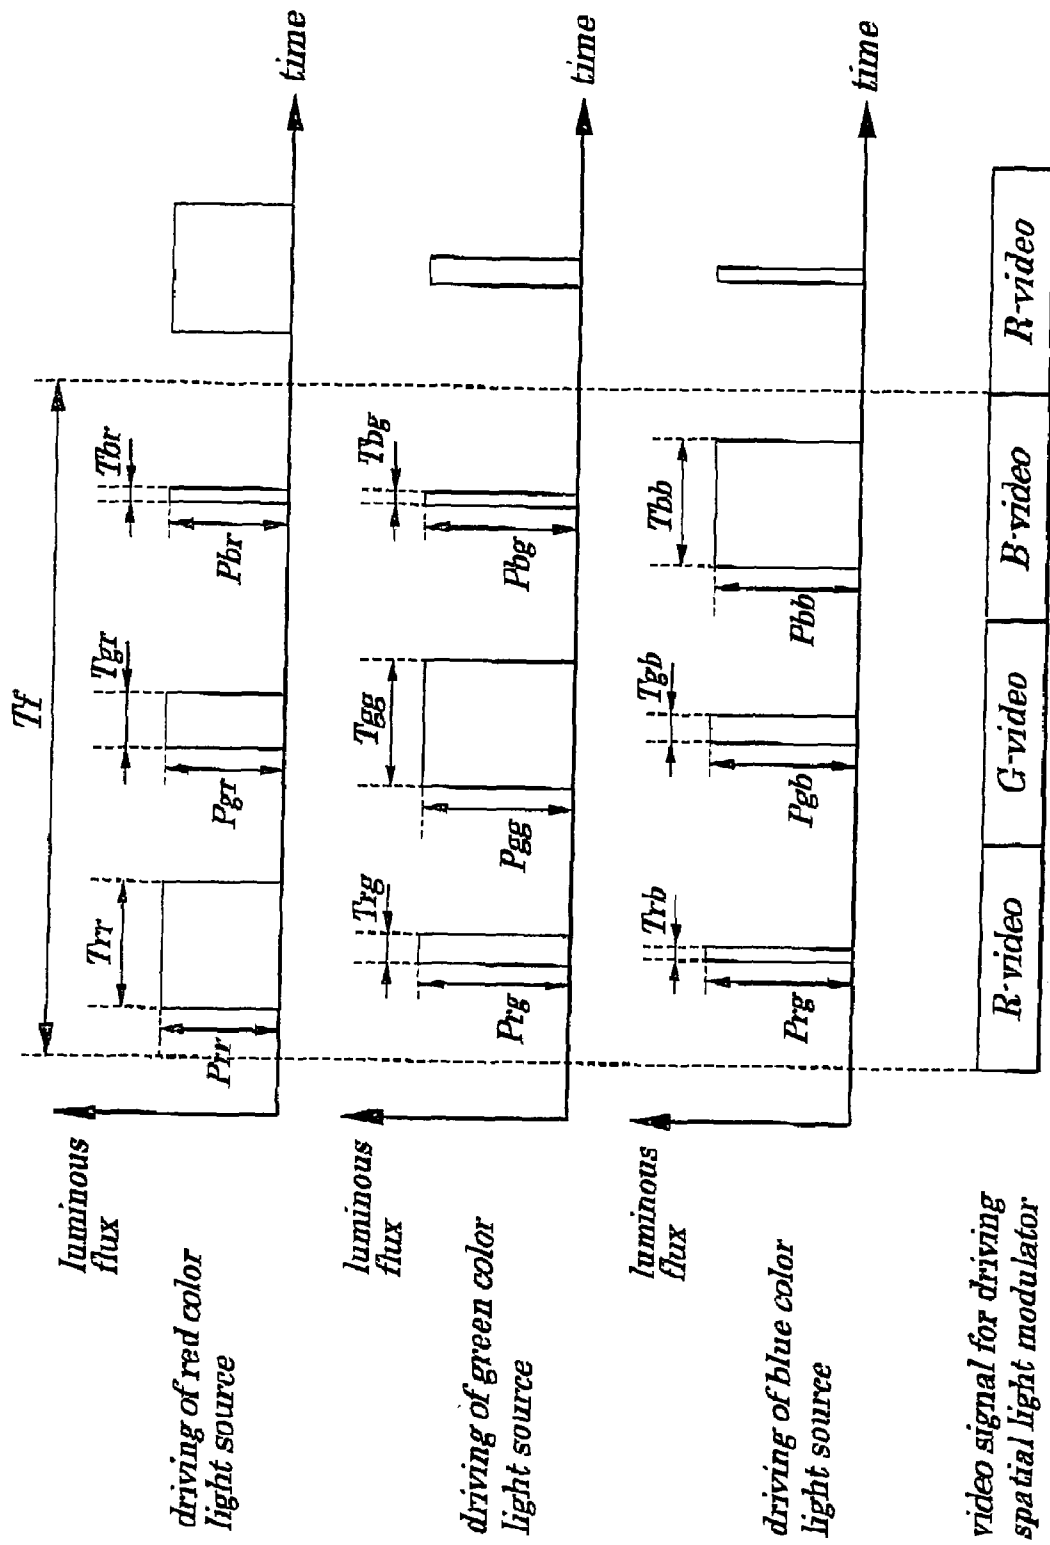 Tf
luminous
flux
Trr
Tgr
Tbr
Prr
Pgr
Pbr
time
driving of red color
light source
luminous
flux
Trg
Tgg
Tbg
Prg
Pgg
Pbg
time
driving of green color
light source
luminous
flux
Trb
Tgb
Tbb
Prg
Pgb
Pbb
time
driving of blue color
light source
video signal for driving
spatial light modulator
R-video
G-video
B-video
R-video